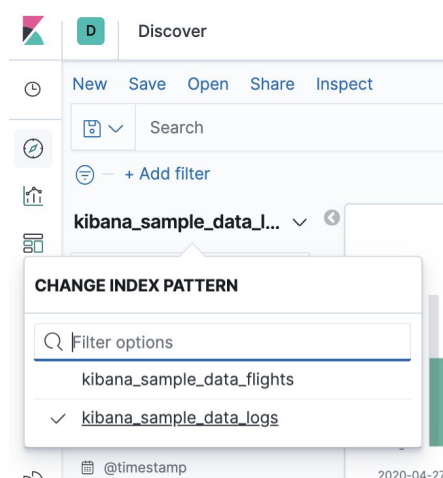 D Discover
New Save Open Share Inspect
Search
+ Add filter
kibana_sample_data_l...
CHANGE INDEX PATTERN
Filter options
kibana_sample_data_flights
kibana_sample_data_logs
@timestamp
2020-04-27